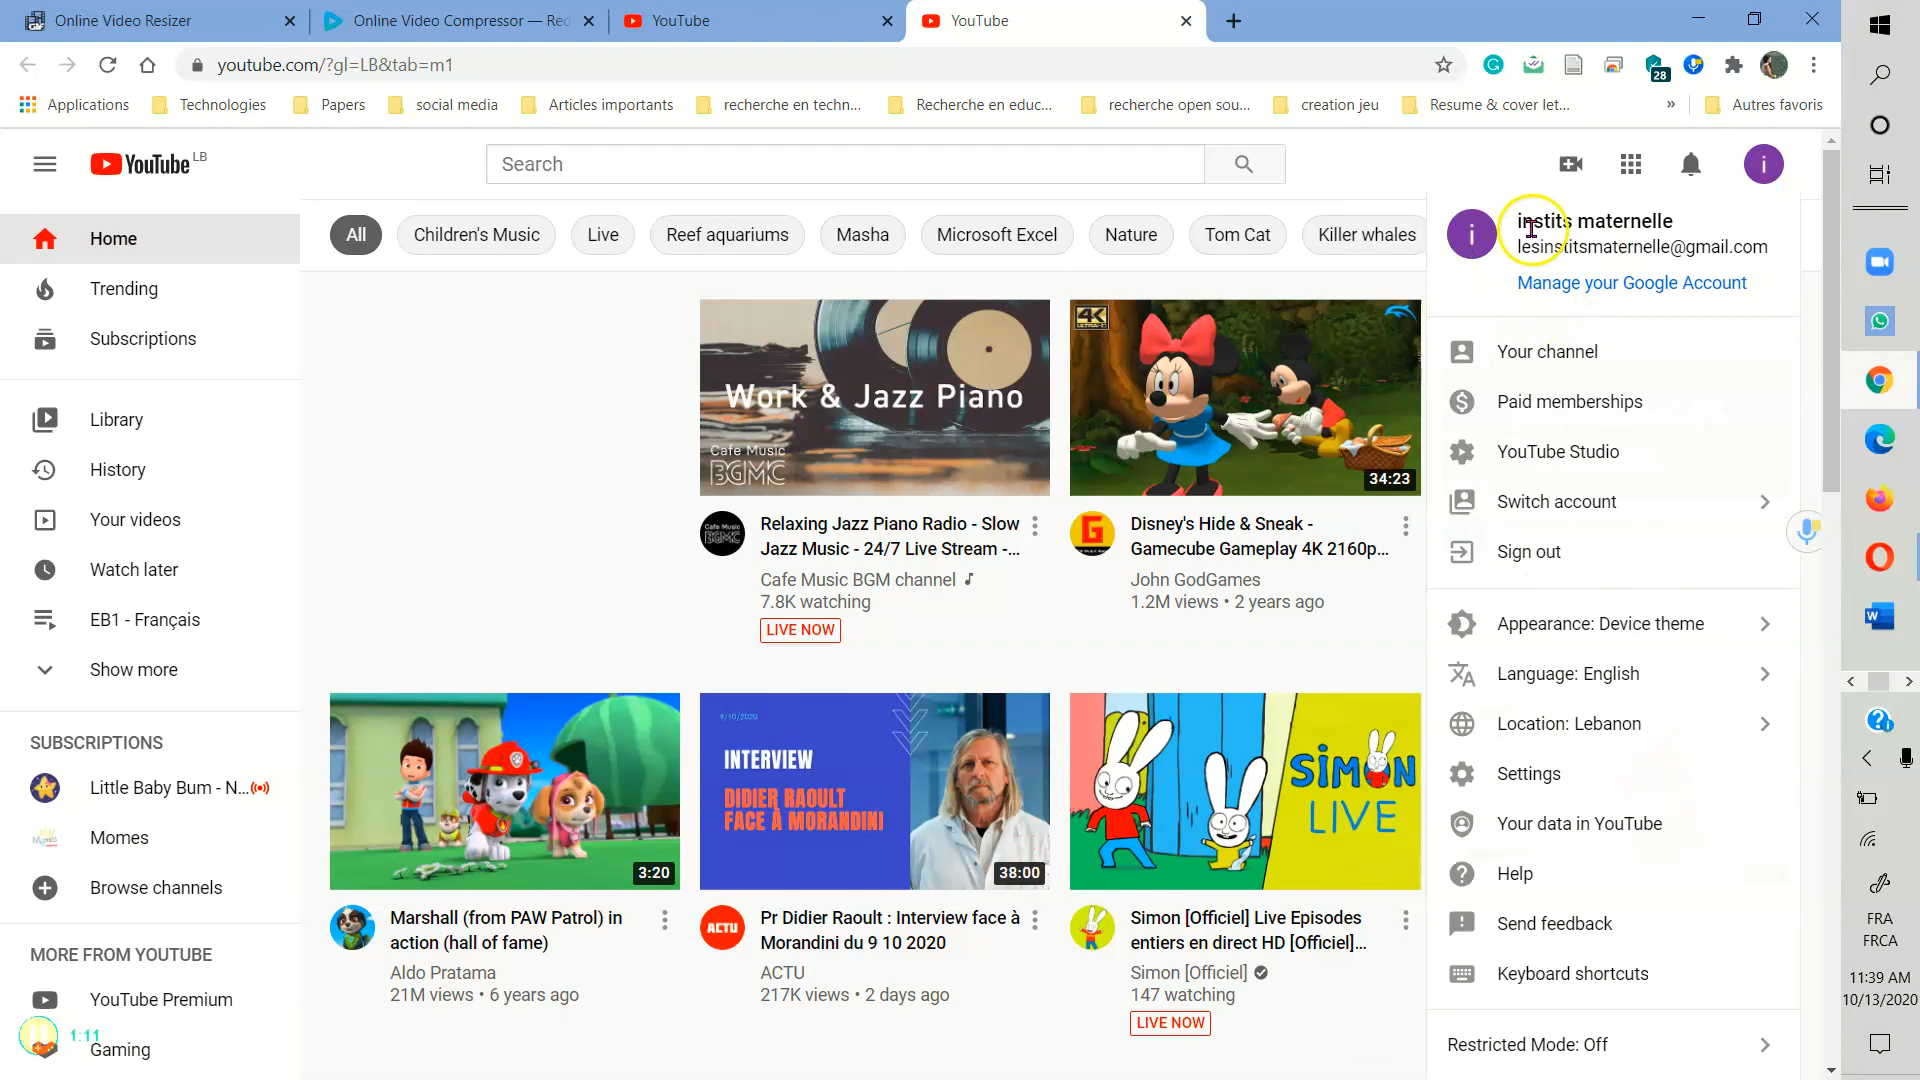 Online Video Resizer
Online Video Compressor — Red
YouTube
YouTube
youtube.com/?gl=LB&tab=m1
28
Applications
Technologies
Papers
social media
Articles importants
recherche en techn...
Recherche en educ...
recherche open sou...
creation jeu
Resume & cover let...
»
Autres favoris
YouTube LB
Search
i
Home
Trending
Subscriptions
Library
History
Your videos
Watch later
EB1 - Français
Show more
SUBSCRIPTIONS
Little Baby Bum - N...
Momes
Browse channels
MORE FROM YOUTUBE
YouTube Premium
1:11
Gaming
All
Children's Music
Live
Reef aquariums
Masha
Microsoft Excel
Nature
Tom Cat
Killer whales
Work & Jazz Piano
Cafe Music
BGMC
Relaxing Jazz Piano Radio - Slow
Jazz Music - 24/7 Live Stream -...
Cafe Music BGM channel
7.8K watching
LIVE NOW
4K
34:23
Disney's Hide & Sneak -
Gamecube Gameplay 4K 2160p...
John GodGames
1.2M views • 2 years ago
3:20
Marshall (from PAW Patrol) in
action (hall of fame)
Aldo Pratama
21M views • 6 years ago
9/10/2020
INTERVIEW
DIDIER RAOULT
FACE À MORANDINI
38:00
ACTU
Pr Didier Raoult : Interview face à
Morandini du 9 10 2020
ACTU
217K views • 2 days ago
SIMON
LIVE
Simon [Officiel] Live Episodes
entiers en direct HD [Officiel]...
Simon [Officiel]
147 watching
LIVE NOW
i
instits maternelle
lesinstitsmaternelle@gmail.com
Manage your Google Account
Your channel
Paid memberships
YouTube Studio
Switch account
Sign out
Appearance: Device theme
Language: English
Location: Lebanon
Settings
Your data in YouTube
Help
Send feedback
Keyboard shortcuts
Restricted Mode: Off
FRA
FRCA
11:39 AM
10/13/2020